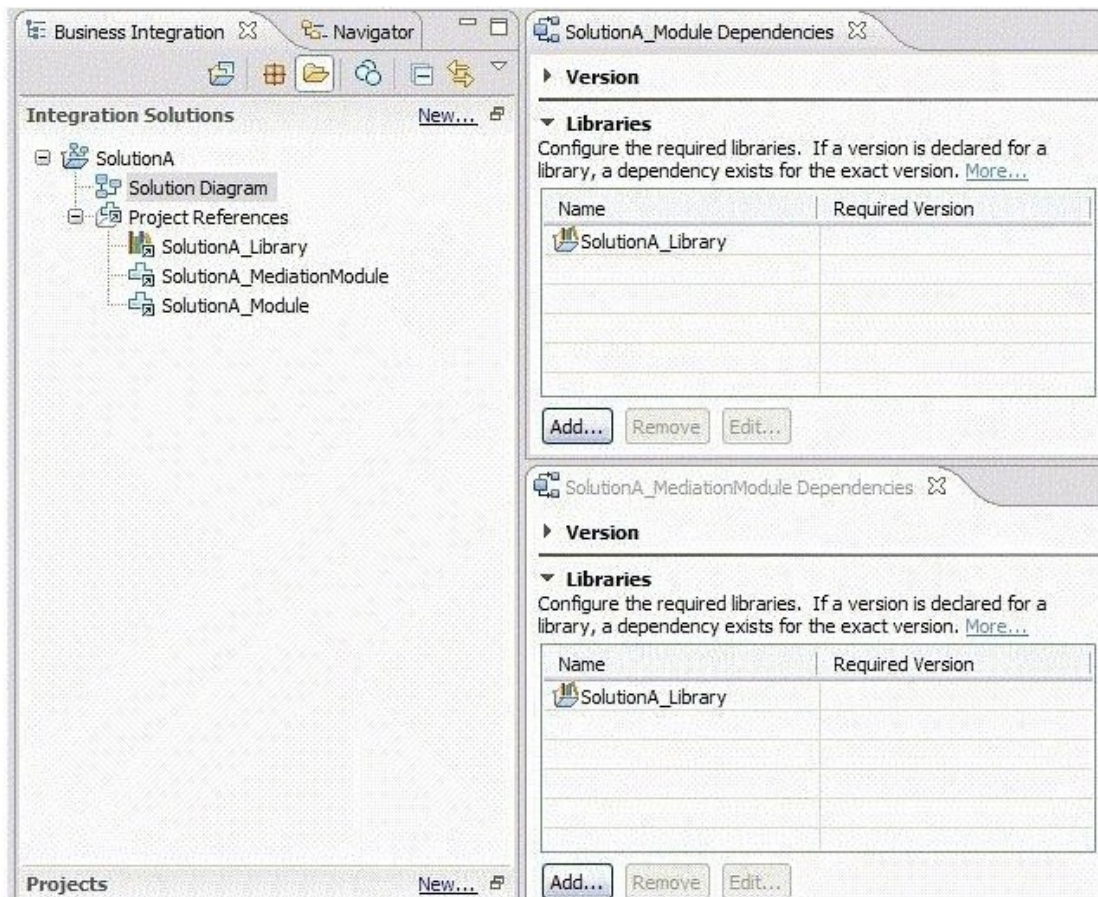 Business Integration
Navigator
Integration Solutions New...
SolutionA
Solution Diagram
Project References
SolutionA_Library
SolutionA_MediationModule
SolutionA_Module
Projects New...
SolutionA_Module Dependencies
Version
Libraries
Configure the required libraries. If a version is declared for a
library, a dependency exists for the exact version. More...
Name Required Version
SolutionA_Library
Add... Remove Edit...
SolutionA_MediationModule Dependencies
Version
Libraries
Configure the required libraries. If a version is declared for a
library, a dependency exists for the exact version. More...
Name Required Version
SolutionA_Library
Add... Remove Edit...